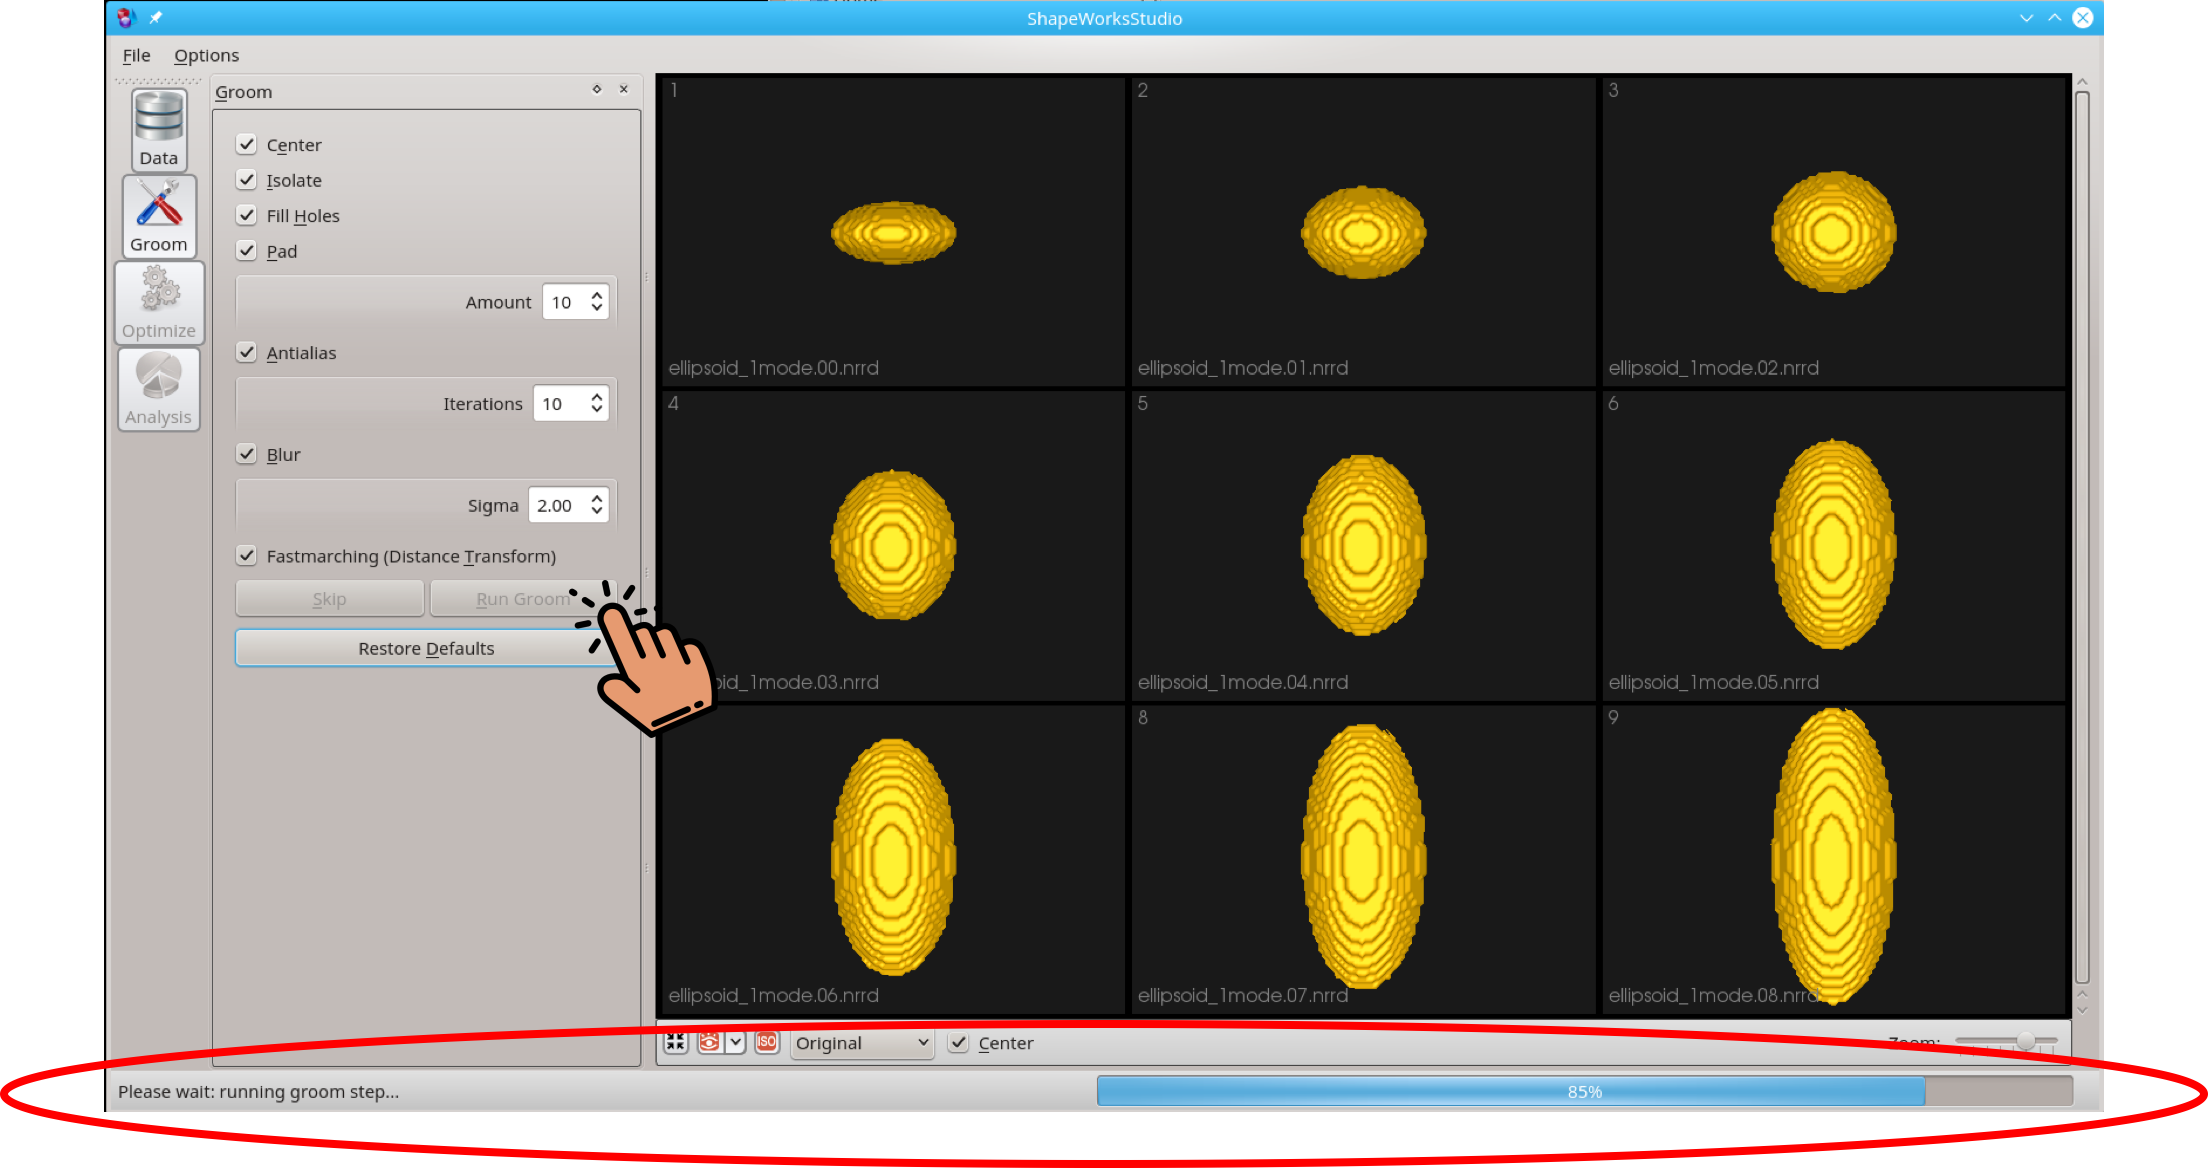 ShapeWorksStudio
File Options
Groom
Data
Groom
Optimize
Analysis
Center
Isolate
Fill Holes
Pad
Amount 10
Antialias
Iterations 10
Blur
Sigma 2.00
Fastmarching (Distance Transform)
Skip Run Groom
Restore Defaults
1
ellipsoid_1mode.00.nrrd
2
ellipsoid_1mode.01.nrrd
3
ellipsoid_1mode.02.nrrd
4
oid_1mode.03.nrrd
5
ellipsoid_1mode.04.nrrd
6
ellipsoid_1mode.05.nrrd
ellipsoid_1mode.06.nrrd
8
ellipsoid_1mode.07.nrrd
9
ellipsoid_1mode.08.nrrd
ISO Original Center Zoom:
Please wait: running groom step... 85%